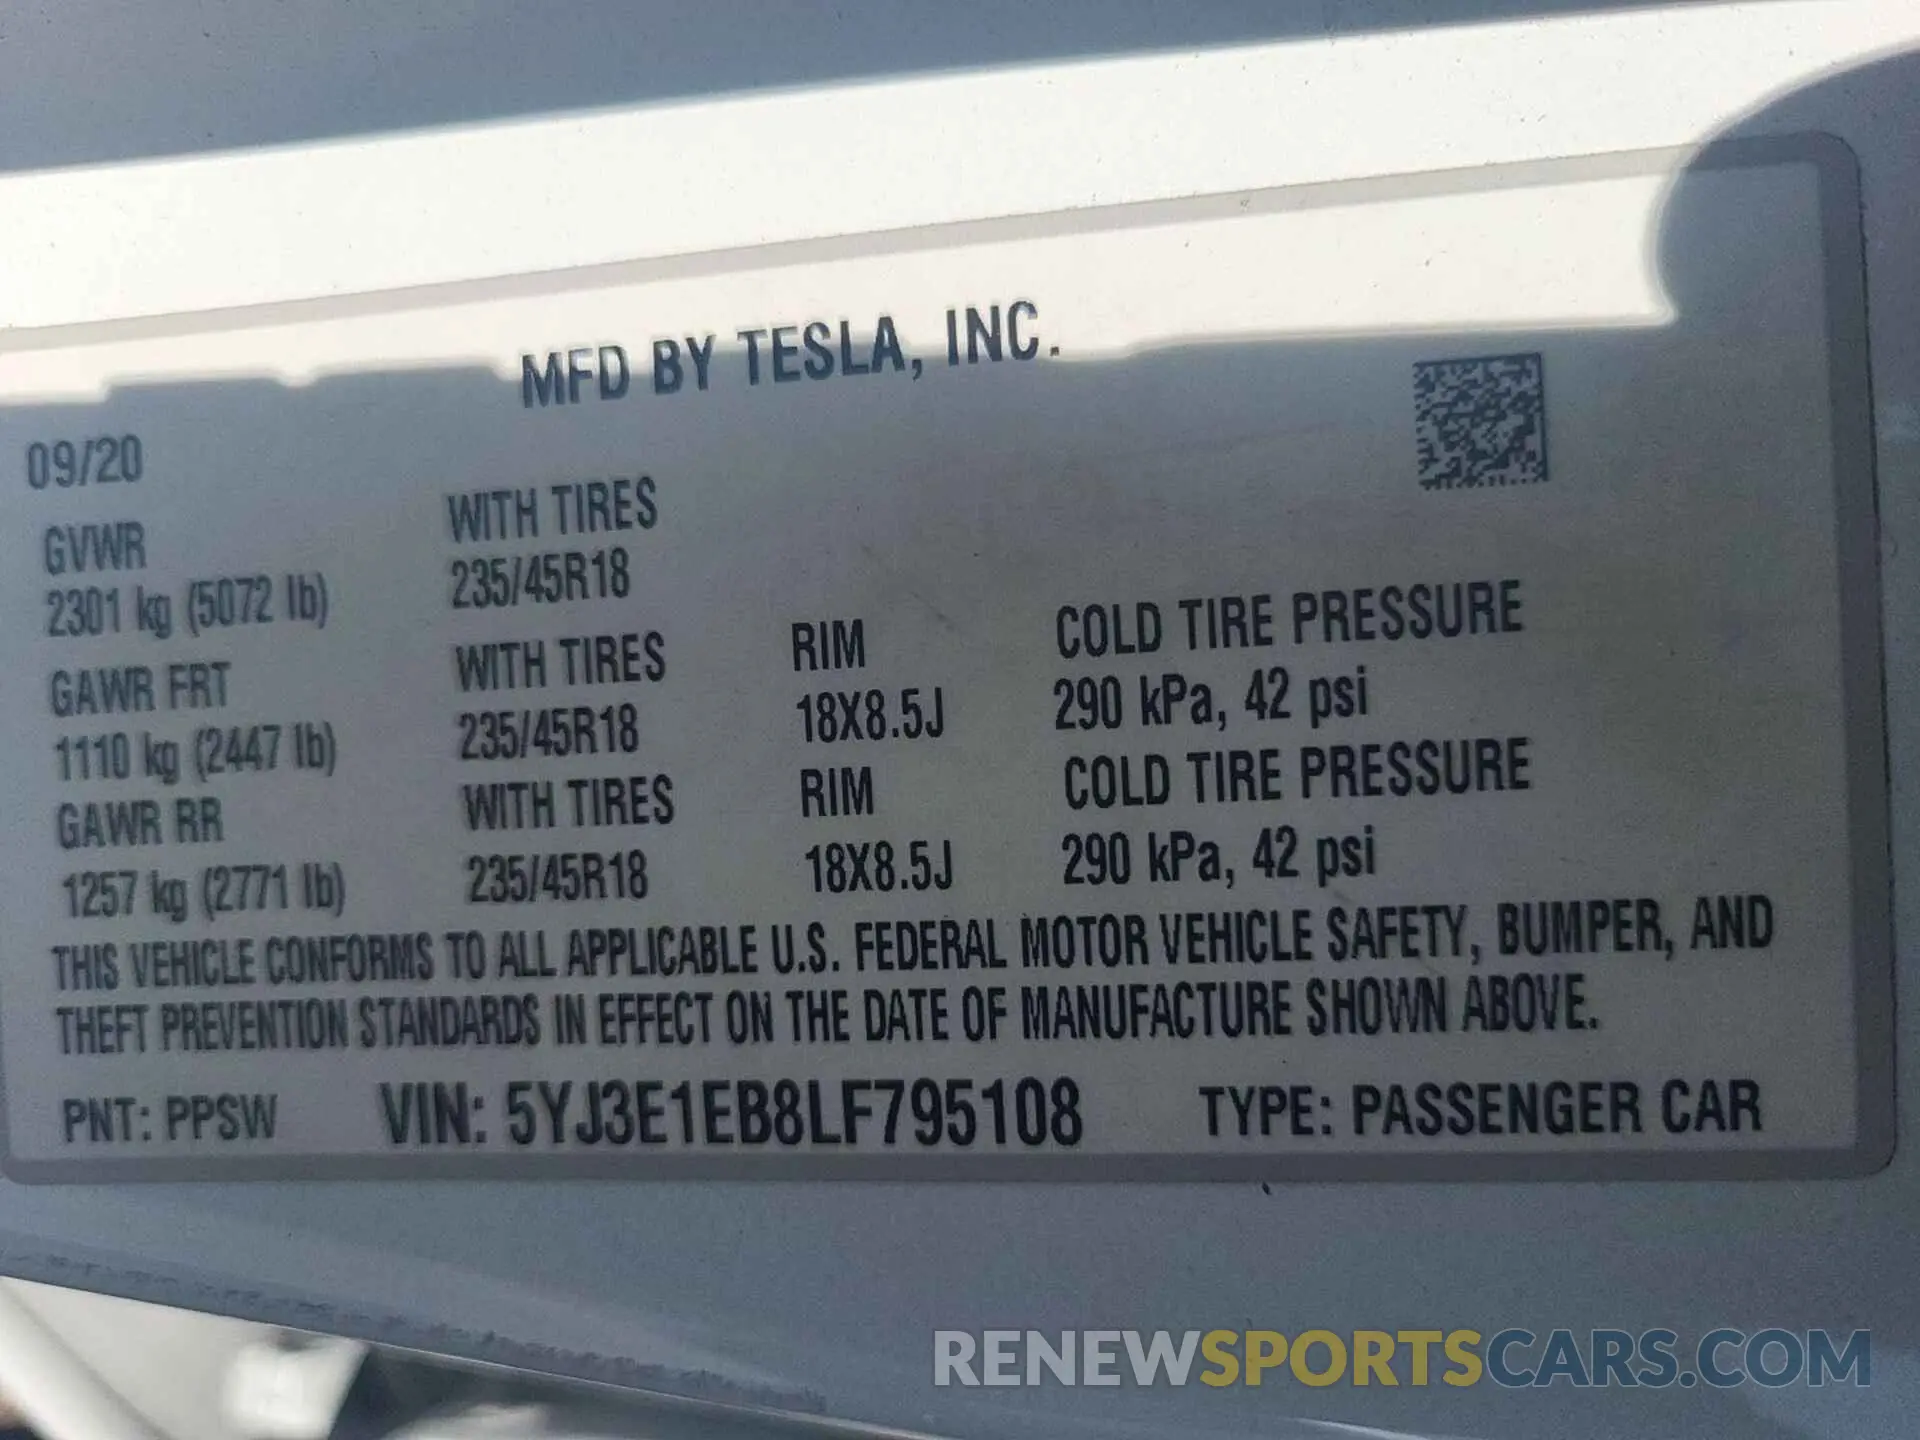 MFD BY TESLA, INC.
09/20
GVWR WITH TIRES
2301 kg (5072 lb) 235/45R18
GAWR FRT WITH TIRES RIM COLD TIRE PRESSURE
1110 kg (2447 lb) 235/45R18 18X8.5J 290 kPa, 42 psi
GAWR RR WITH TIRES RIM COLD TIRE PRESSURE
1257 kg (2771 lb) 235/45R18 18X8.5J 290 kPa, 42 psi
THIS VEHICLE CONFORMS TO ALL APPLICABLE U.S. FEDERAL MOTOR VEHICLE SAFETY, BUMPER, AND
THEFT PREVENTION STANDARDS IN EFFECT ON THE DATE OF MANUFACTURE SHOWN ABOVE.
PNT: PPSW VIN: 5YJ3E1EB8LF795108 TYPE: PASSENGER CAR
RENEWSPORTSCARS.COM